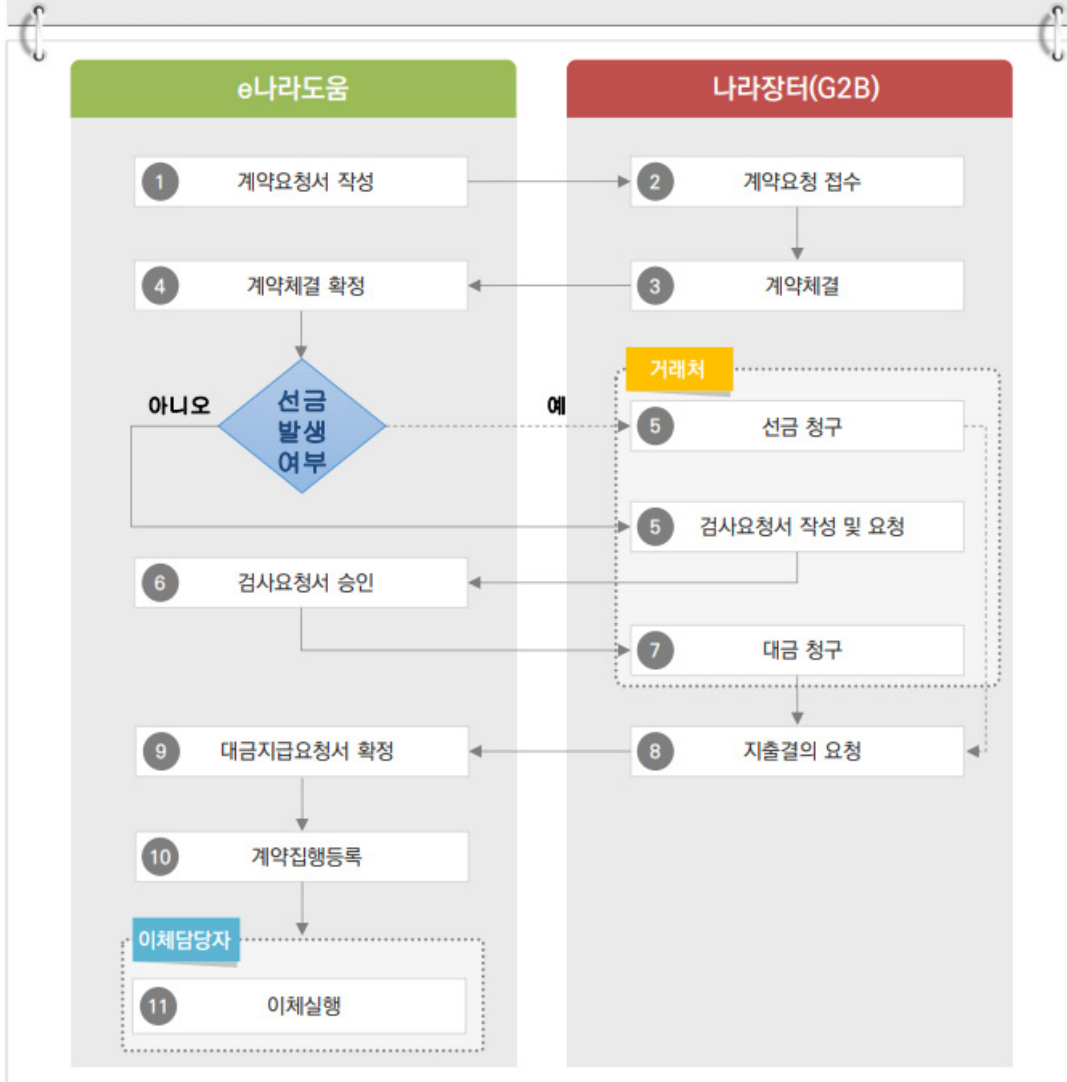 e나라도움
나라장터(G2B)
1 계약요청서 작성
2 계약요청 접수
4 계약체결 확정
3 계약체결
거래처
아니오
선금
발생
여부
예
5 선금 청구
5 검사요청서 작성 및 요청
6 검사요청서 승인
7 대금 청구
9 대금지급요청서 확정
8 지출결의 요청
10 계약집행등록
이체담당자
11 이체실행